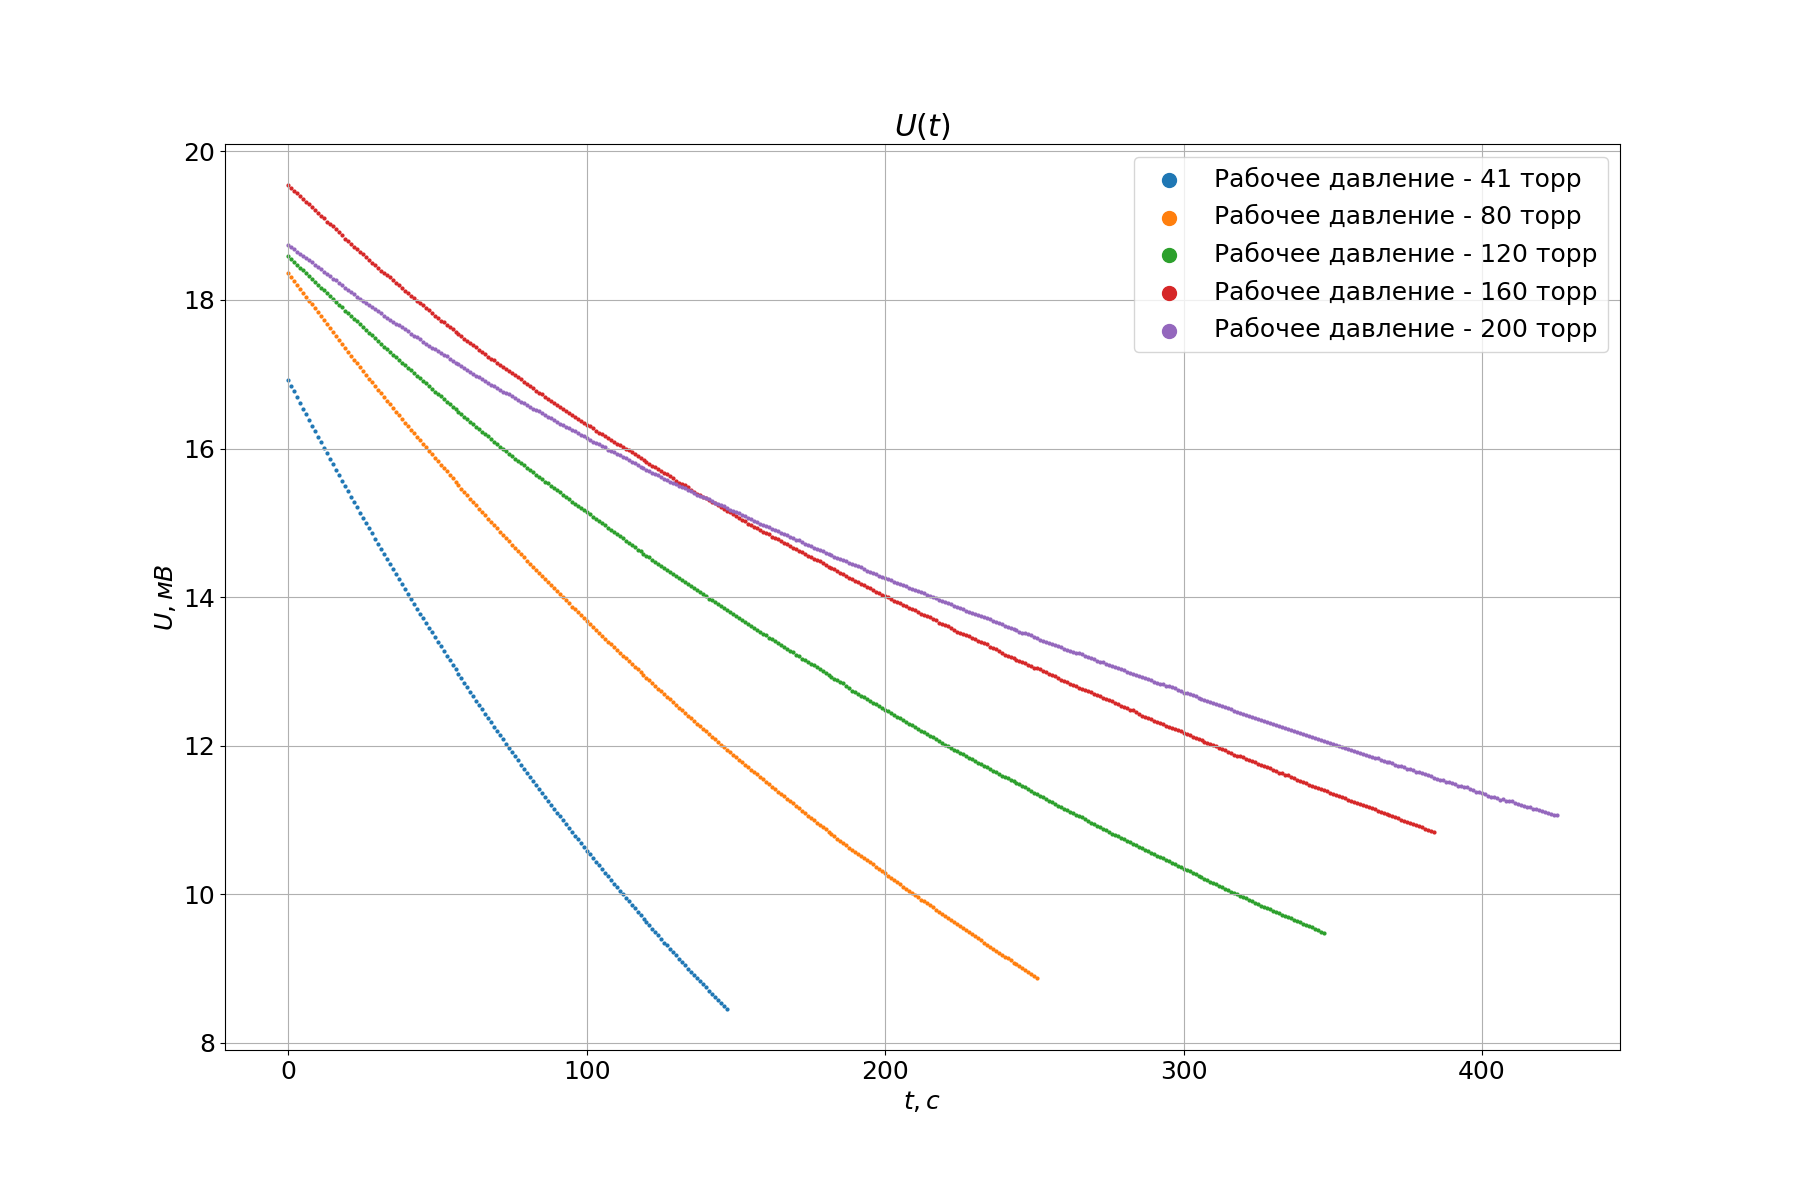 U(t)
20
18
16
14
12
10
8
U, мВ
Рабочее давление - 41 торр
Рабочее давление - 80 торр
Рабочее давление - 120 торр
Рабочее давление - 160 торр
Рабочее давление - 200 торр
0 100 200 300 400
t, c